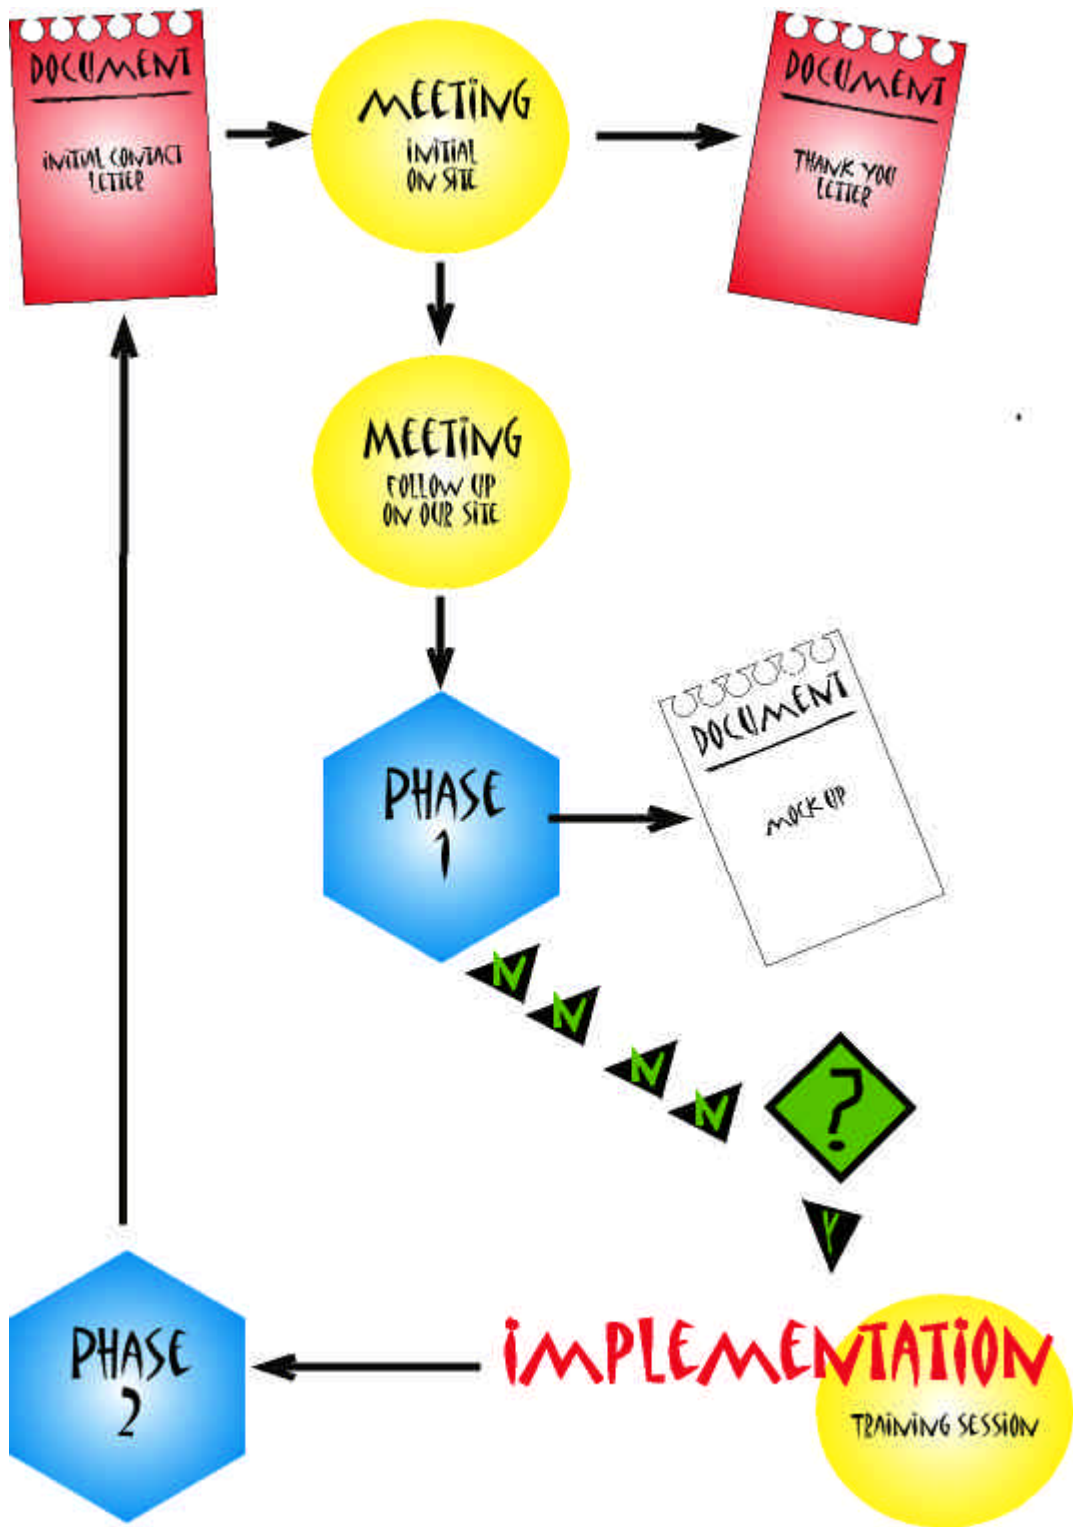 DOCUMENT
INITIAL CONTACT
LETTER
MEETING
INITIAL
ON SITE
DOCUMENT
THANK YOU
LETTER
MEETING
FOLLOW UP
ON OUR SITE
PHASE
1
DOCUMENT
MOCK UP
N
N
N
N
?
Y
IMPLEMENTATION
TRAINING SESSION
PHASE
2